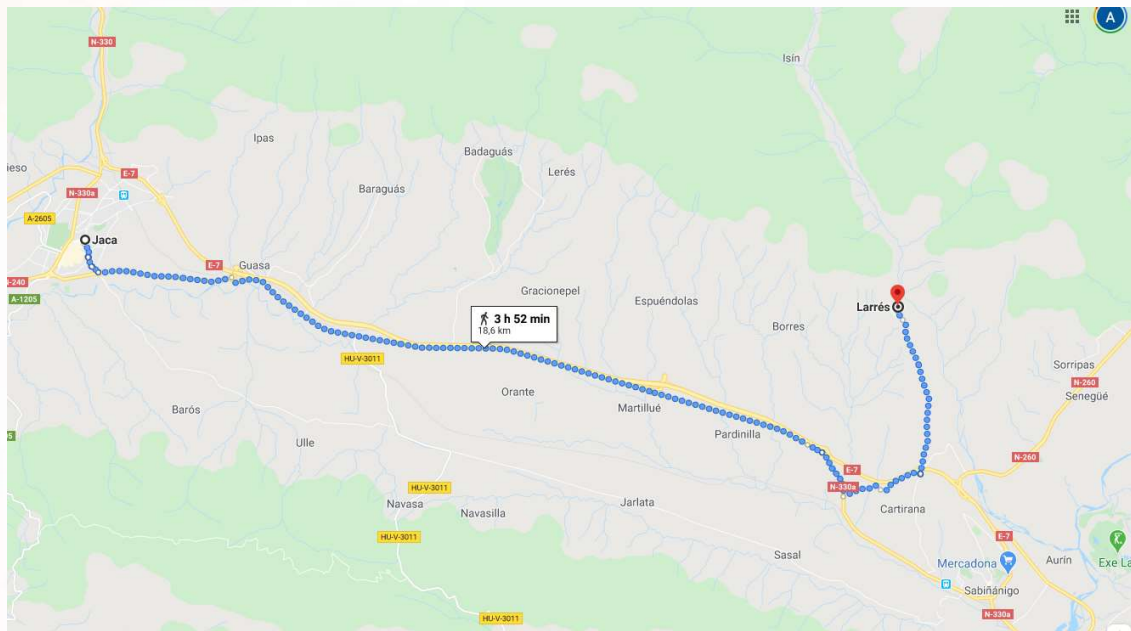 A
N-330
Isín
Ipas
Badaguás
ieso
E-7
Lerés
N-330a
Baraguás
A-2605
Jaca
Guasa
E-7
N-240
A-1205
Gracionepel
Espuéndolas
Larrés
3 h 52 min
18,6 km
Borres
HU-V-3011
Sorripas
N-260
Senegüé
Orante
Barós
Martillué
Pardinilla
Ulle
N-260
E-7
HU-V-3011
N-330a
Navasa
Navasilla
Jarlata
Cartirana
HU-V-3011
E-7
Sasal
Aurín
Mercadona
Exe La
Sabiñánigo
HU-V-3011
N-330a